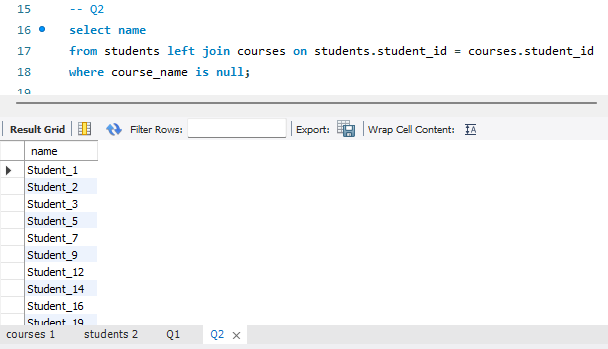 15 -- Q2
16 select name
17 from students left join courses on students.student_id = courses.student_id
18 where course_name is null;
19
Result Grid Filter Rows: Export: Wrap Cell Content: IA
name
Student_1
Student_2
Student_3
Student_5
Student_7
Student_9
Student_12
Student_14
Student_16
Student_19
courses 1 students 2 Q1 Q2 ×